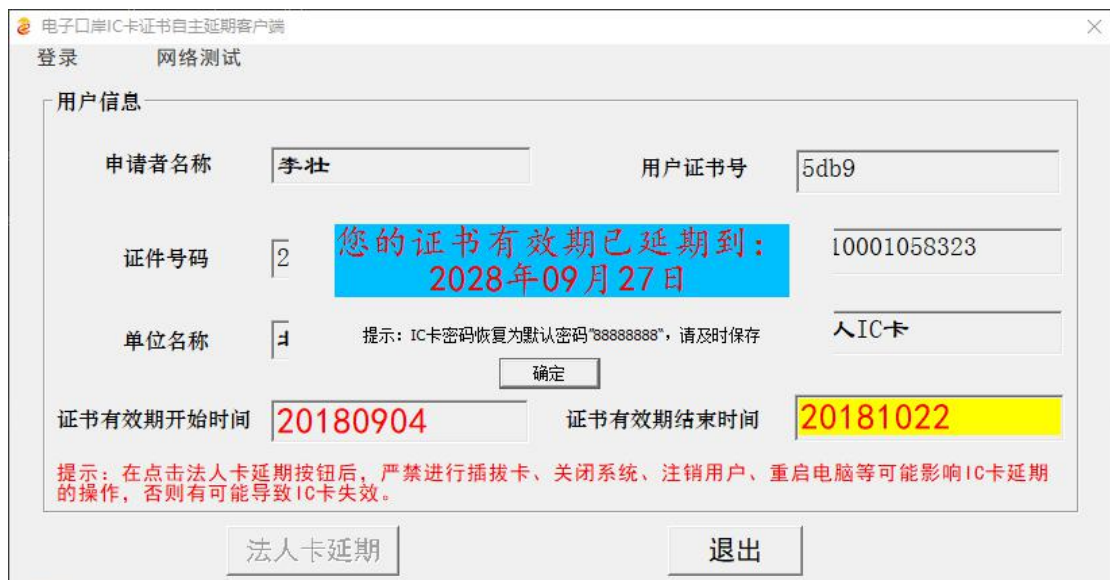 电子口岸IC卡证书自主延期客户端
登录 网络测试
用户信息
申请者名称 李壮 用户证书号 5db9
证件号码 2 10001058323
您的证书有效期已延期到：
2028年09月27日
单位名称 人IC卡
提示：IC卡密码恢复为默认密码"88888888"，请及时保存
确定
证书有效期开始时间 20180904 证书有效期结束时间 20181022
提示：在点击法人卡延期按钮后，严禁进行插拔卡、关闭系统、注销用户、重启电脑等可能影响IC卡延期
的操作，否则有可能导致IC卡失效。
法人卡延期 退出